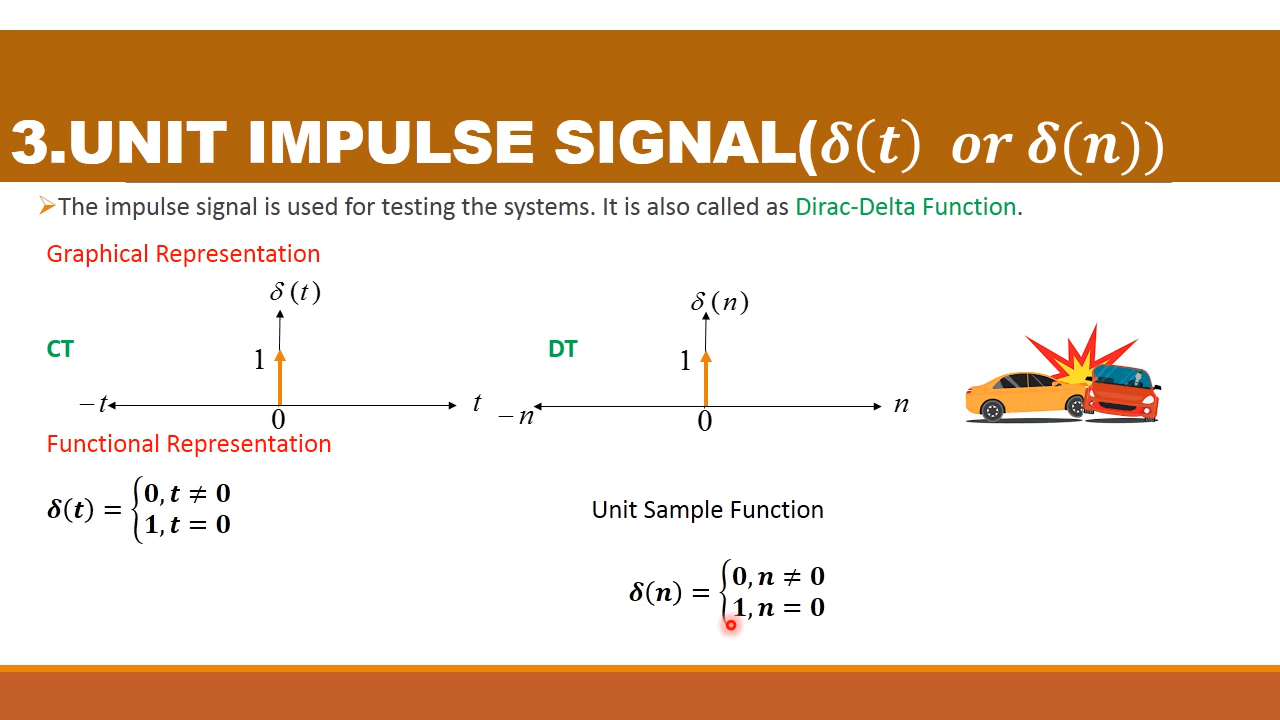 3.UNIT IMPULSE SIGNAL(δ(t) or δ(n))
➢The impulse signal is used for testing the systems. It is also called as Dirac-Delta Function.
Graphical Representation
δ(t)
CT
1
−t
t
0
δ(n)
DT
1
−n
n
0
Functional Representation
δ(t) = {0, t ≠ 0
1, t = 0
Unit Sample Function
δ(n) = {0, n ≠ 0
1, n = 0